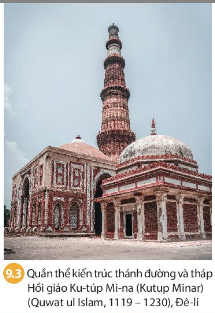 9.3 Quần thể kiến trúc thánh đường và tháp
Hồi giáo Ku-túp Mi-na (Kutup Minar)
(Quwat ul Islam, 1119 – 1230), Đê-li